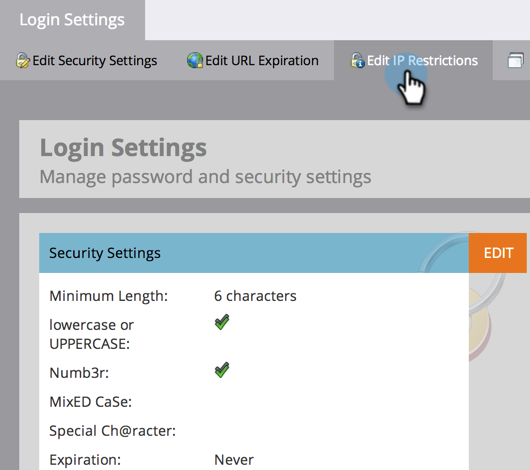 Login Settings
Edit Security Settings
Edit URL Expiration
Edit IP Restrictions
Login Settings
Manage password and security settings
Security Settings
EDIT
Minimum Length: 6 characters
lowercase or
UPPERCASE:
Numb3r:
MixED CaSe:
Special Ch@racter:
Expiration: Never